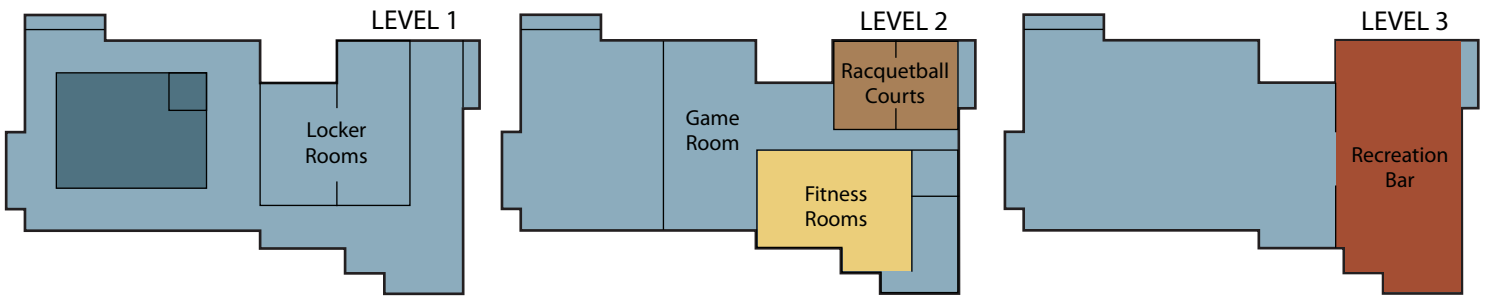 LEVEL 1
Locker
Rooms
LEVEL 2
Racquetball
Courts
Game
Room
Fitness
Rooms
LEVEL 3
Recreation
Bar